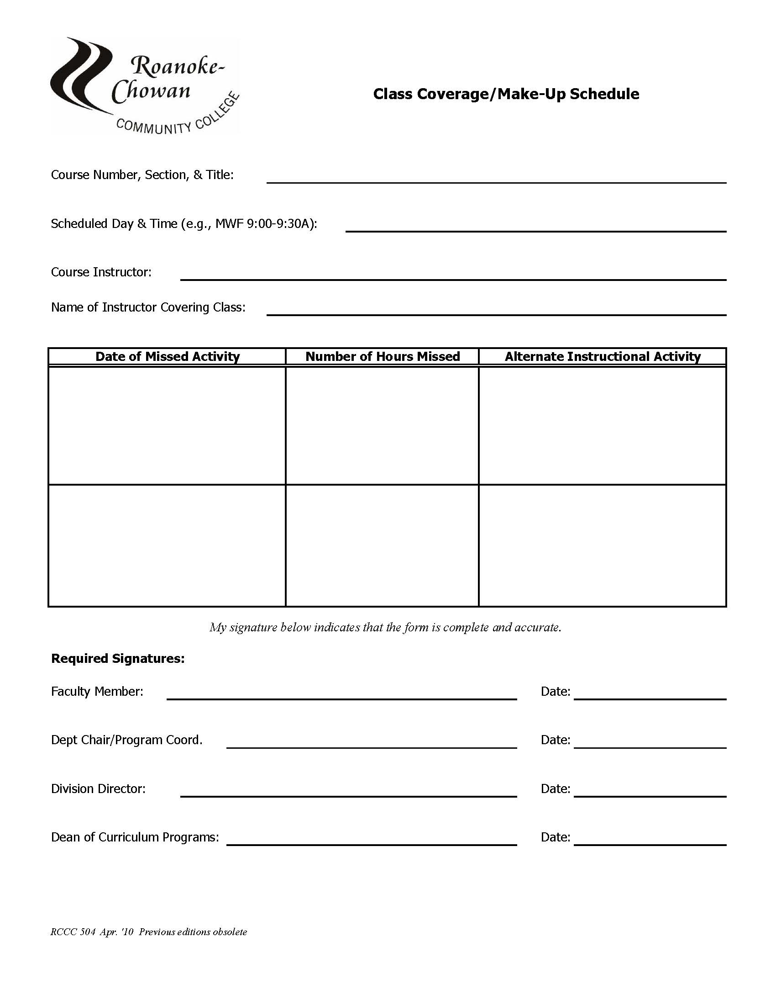 Roanoke-
Chowan
COMMUNITY COLLEGE
Class Coverage/Make-Up Schedule
Course Number, Section, & Title:
Scheduled Day & Time (e.g., MWF 9:00-9:30A):
Course Instructor:
Name of Instructor Covering Class:
Date of Missed Activity Number of Hours Missed Alternate Instructional Activity
My signature below indicates that the form is complete and accurate.
Required Signatures:
Faculty Member: Date:
Dept Chair/Program Coord. Date:
Division Director: Date:
Dean of Curriculum Programs: Date:
RCCC 504 Apr. '10 Previous editions obsolete